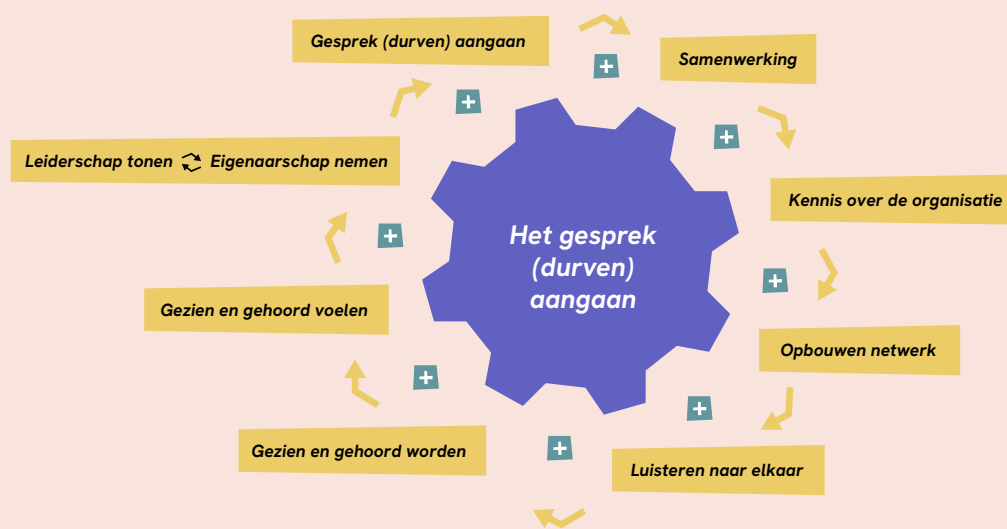 Gesprek (durven) aangaan
Samenwerking
Kennis over de organisatie
Opbouwen netwerk
Luisteren naar elkaar
Gezien en gehoord worden
Gezien en gehoord voelen
Leiderschap tonen Eigenaarschap nemen
Het gesprek
(durven)
aangaan
+
+
+
+
+
+
+
+